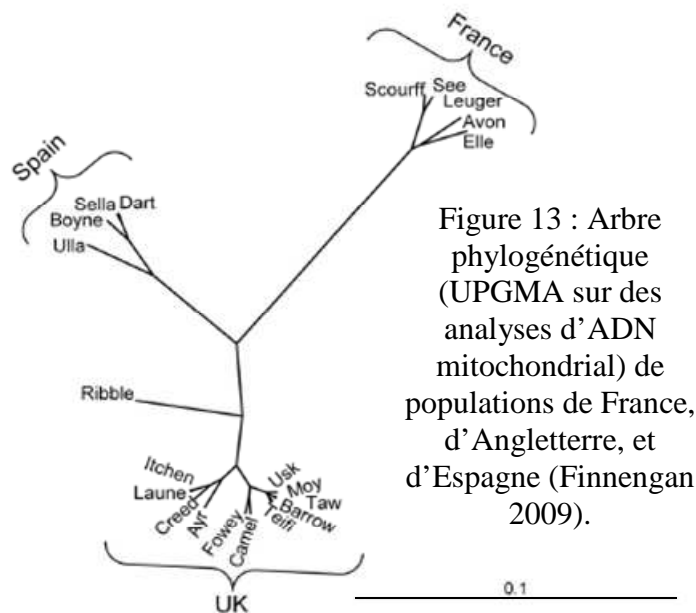 France
Scourff
See
Leuger
Avon
Elle
Spain
Sella
Dart
Boyne
Ulla
Figure 13 : Arbre
phylogénétique
(UPGMA sur des
analyses d’ADN
mitochondrial) de
populations de France,
d’Angleterre, et
d’Espagne (Finnengan
2009).
Ribble
Itchen
Laune
Creed
Ayr
Fowey
Camel
Usk
Moy
Taw
Barrow
Teifi
UK
0.1